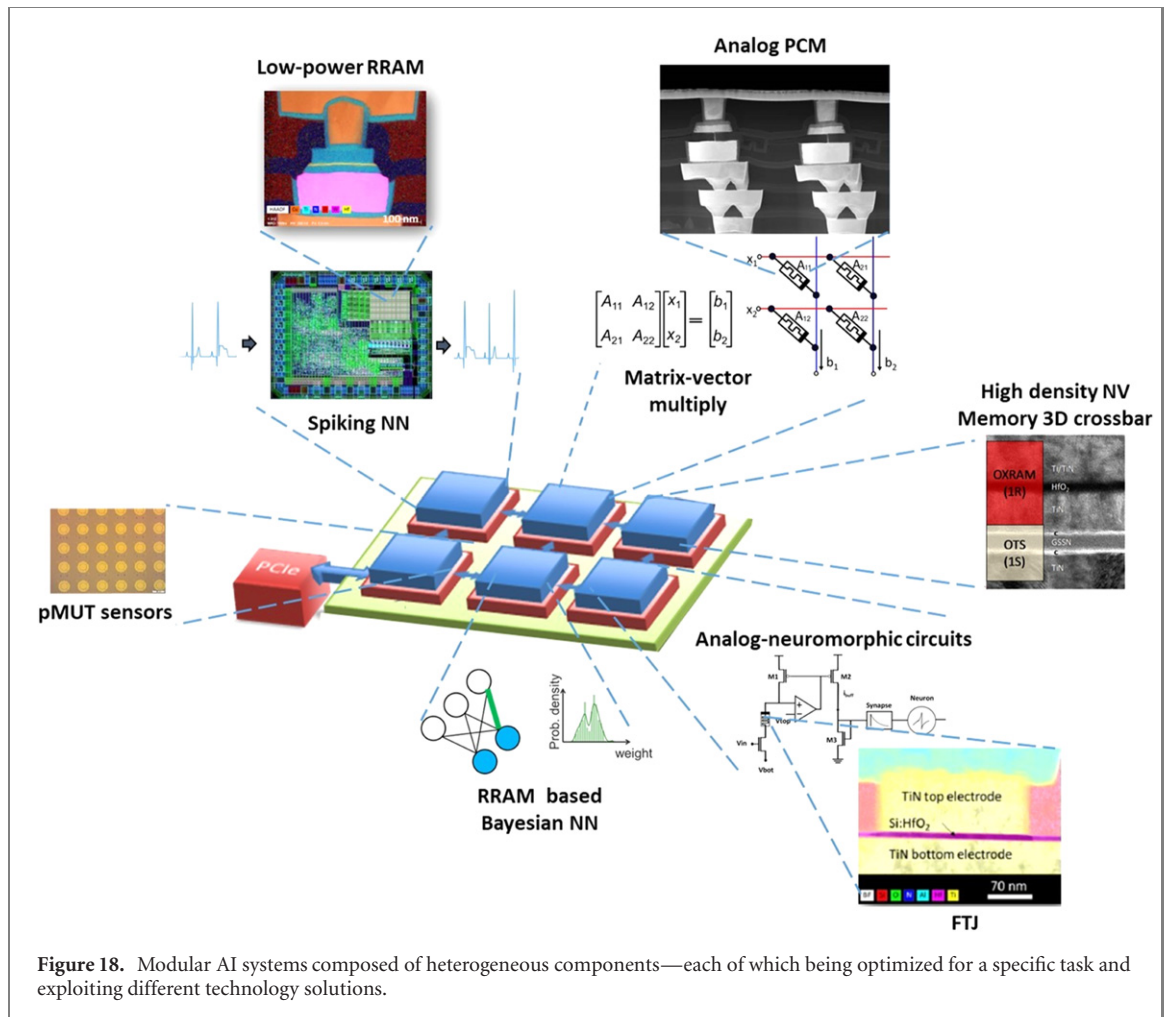 Analog PCM
Low-power RRAM
100 nm
Spiking NN
A11 A12 x1 b1
=
A21 A22 x2 b2
x1 A11 A21
x2 A12 A22
b1 b2
Matrix-vector
multiply
High density NV
Memory 3D crossbar
OXRAM
(1R)
OTS
(1S)
Ti/TiN
HfO2
TiN
C
GSSN
C
TiN
pMUT sensors
PCIe
Analog-neuromorphic circuits
M1
M2
Vtop
Vin
Vbot
M3
Synapse
Neuron
Prob. density
weight
RRAM based
Bayesian NN
TiN top electrode
Si:HfO2
TiN bottom electrode
70 nm
FTJ
Figure 18. Modular AI systems composed of heterogeneous components—each of which being optimized for a specific task and
exploiting different technology solutions.